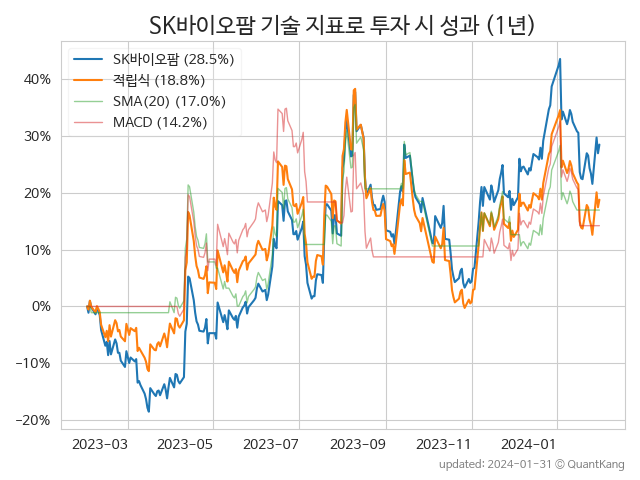 SK바이오팜 기술 지표로 투자 시 성과 (1년)
SK바이오팜 (28.5%)
적립식 (18.8%)
SMA(20) (17.0%)
MACD (14.2%)
40%
30%
20%
10%
0%
−10%
−20%
2023-03 2023-05 2023-07 2023-09 2023-11 2024-01
updated: 2024-01-31 © QuantKang